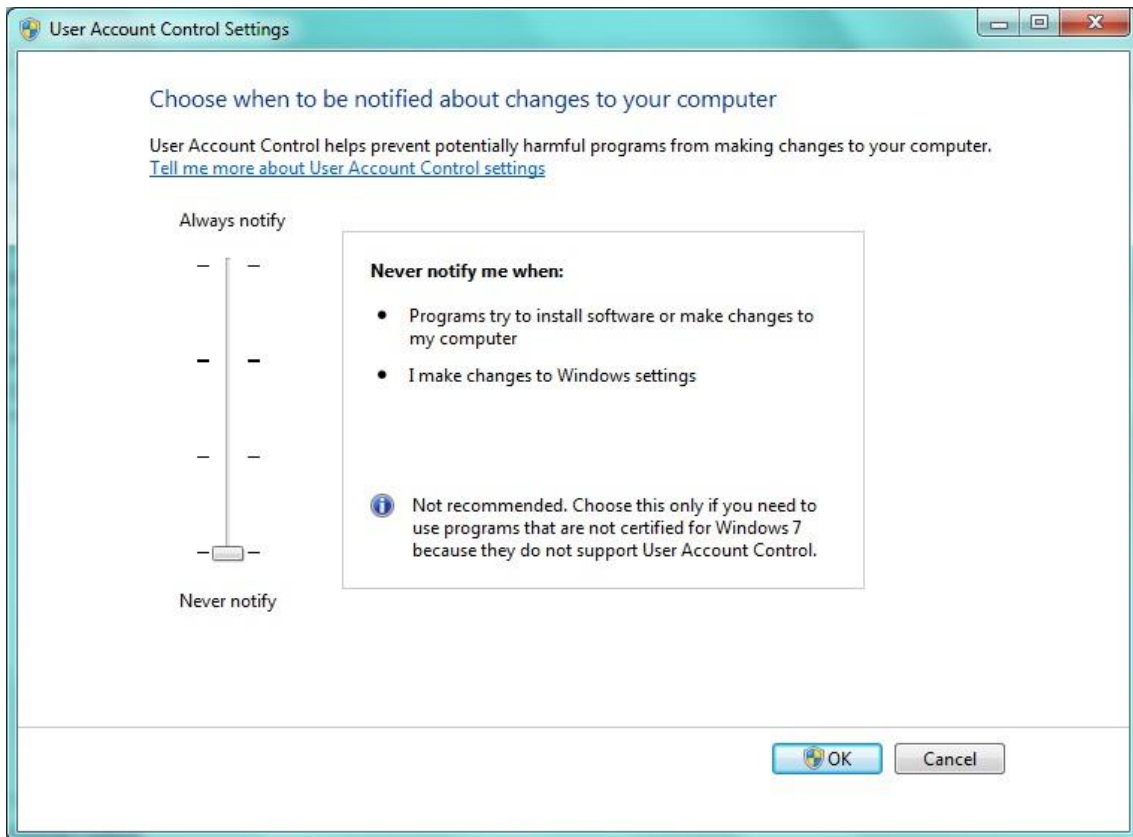 User Account Control Settings
Choose when to be notified about changes to your computer
User Account Control helps prevent potentially harmful programs from making changes to your computer.
Tell me more about User Account Control settings
Always notify
Never notify me when:
• Programs try to install software or make changes to
my computer
• I make changes to Windows settings
Not recommended. Choose this only if you need to
use programs that are not certified for Windows 7
because they do not support User Account Control.
Never notify
OK
Cancel